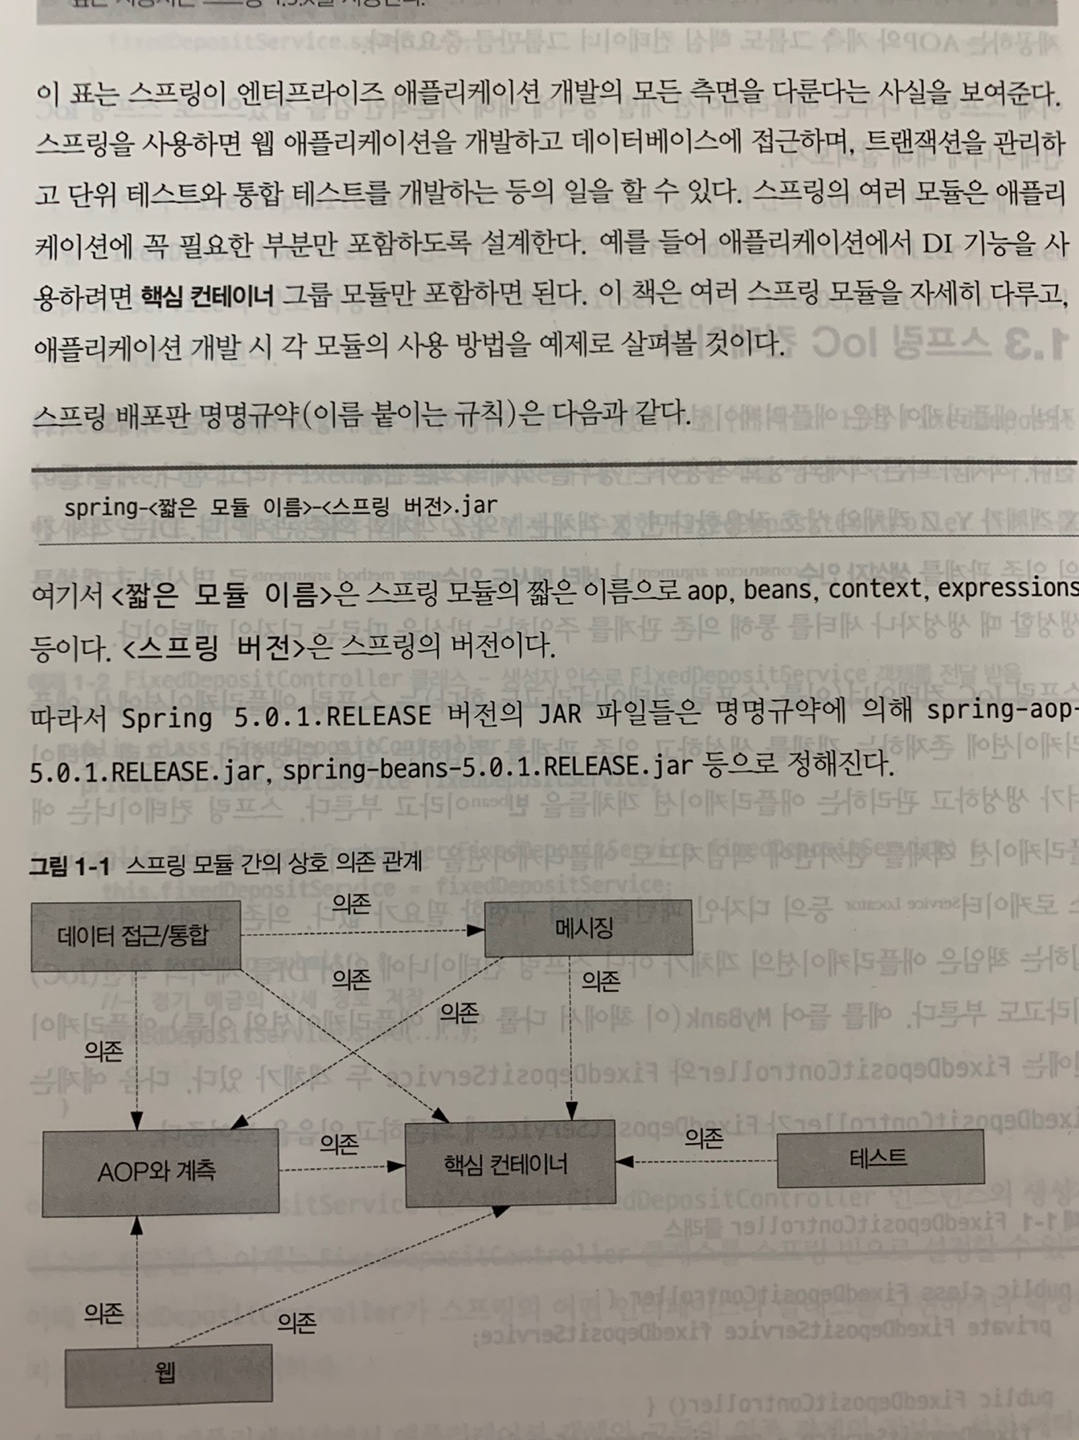 이 표는 스프링이 엔터프라이즈 애플리케이션 개발의 모든 측면을 다룬다는 사실을 보여준다.
스프링을 사용하면 웹 애플리케이션을 개발하고 데이터베이스에 접근하며, 트랜잭션을 관리하
고 단위 테스트와 통합 테스트를 개발하는 등의 일을 할 수 있다. 스프링의 여러 모듈은 애플리
케이션에 꼭 필요한 부분만 포함하도록 설계한다. 예를 들어 애플리케이션에서 DI 기능을 사
용하려면 핵심 컨테이너 그룹 모듈만 포함하면 된다. 이 책은 여러 스프링 모듈을 자세히 다루고,
애플리케이션 개발 시 각 모듈의 사용 방법을 예제로 살펴볼 것이다.
스프링 배포판 명명규약(이름 붙이는 규칙)은 다음과 같다.
spring-<짧은 모듈 이름>-<스프링 버전>.jar
여기서 <짧은 모듈 이름>은 스프링 모듈의 짧은 이름으로 aop, beans, context, expressions
등이다. <스프링 버전>은 스프링의 버전이다.
따라서 Spring 5.0.1.RELEASE 버전의 JAR 파일들은 명명규약에 의해 spring-aop-
5.0.1.RELEASE.jar, spring-beans-5.0.1.RELEASE.jar 등으로 정해진다.
그림 1-1 스프링 모듈 간의 상호 의존 관계
데이터 접근/통합
의존
메시징
의존
의존
의존
의존
AOP와 계측
의존
핵심 컨테이너
의존
테스트
의존
의존
웹